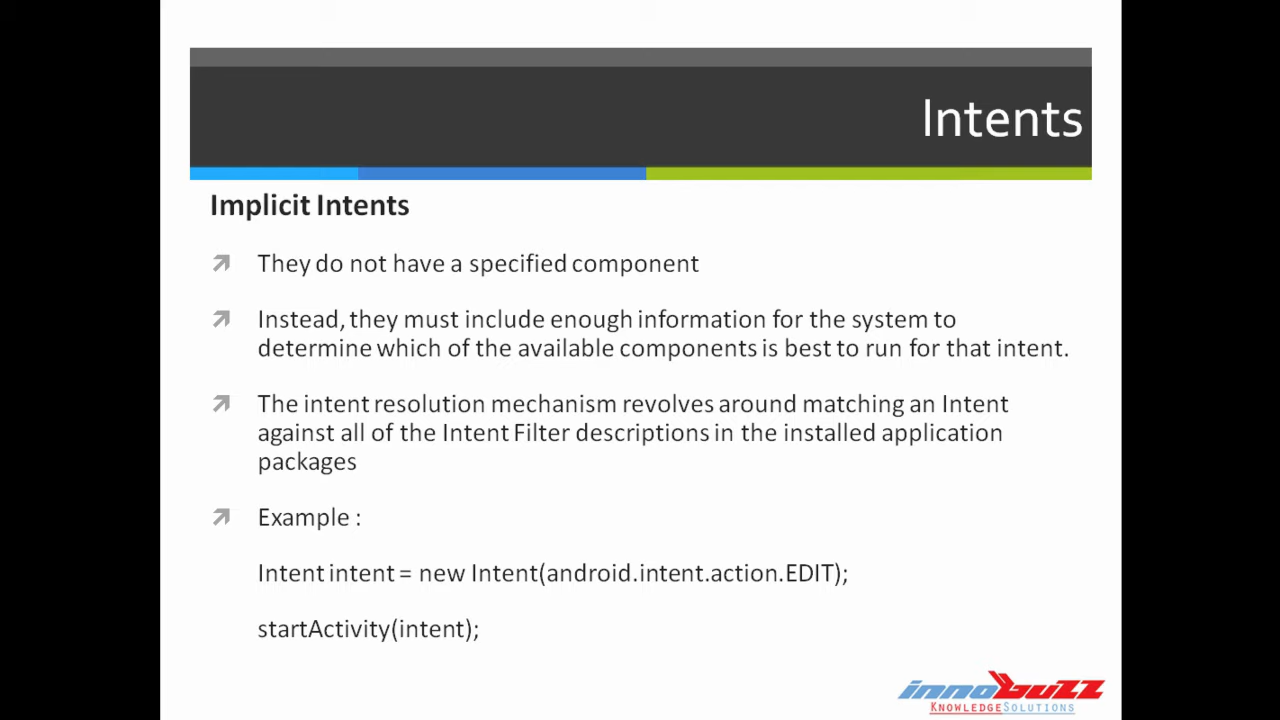 Intents
Implicit Intents
They do not have a specified component
Instead, they must include enough information for the system to
determine which of the available components is best to run for that intent.
The intent resolution mechanism revolves around matching an Intent
against all of the Intent Filter descriptions in the installed application
packages
Example :
Intent intent = new Intent(android.intent.action.EDIT);
startActivity(intent);
innobuzz
KNOWLEDGESOLUTIONS